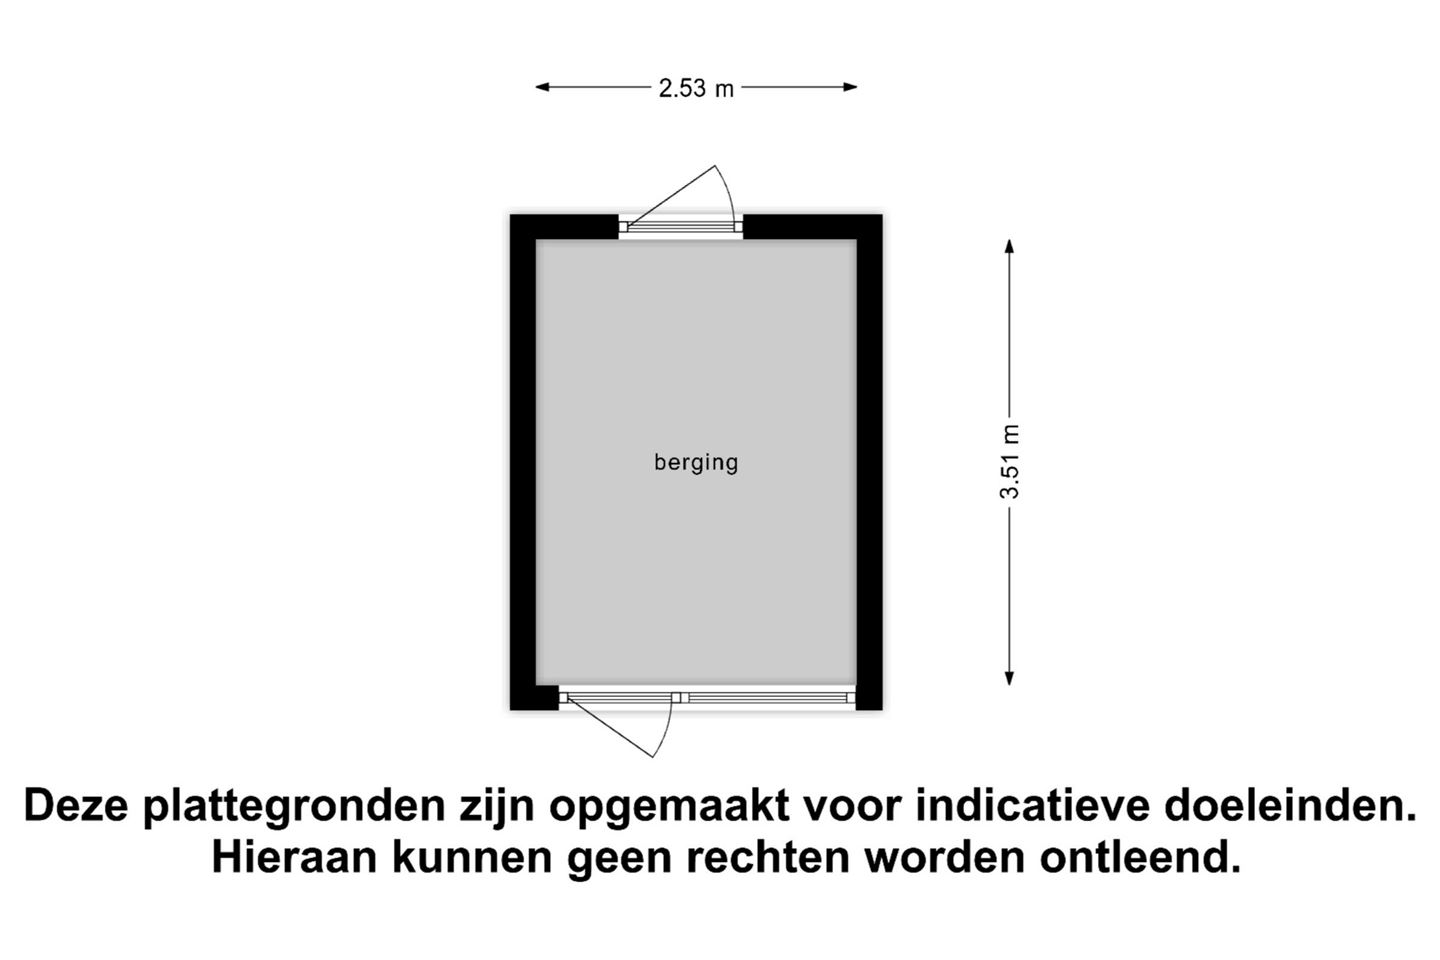 2.53 m
3.51 m
berging
Deze plattegronden zijn opgemaakt voor indicatieve doeleinden.
Hieraan kunnen geen rechten worden ontleend.